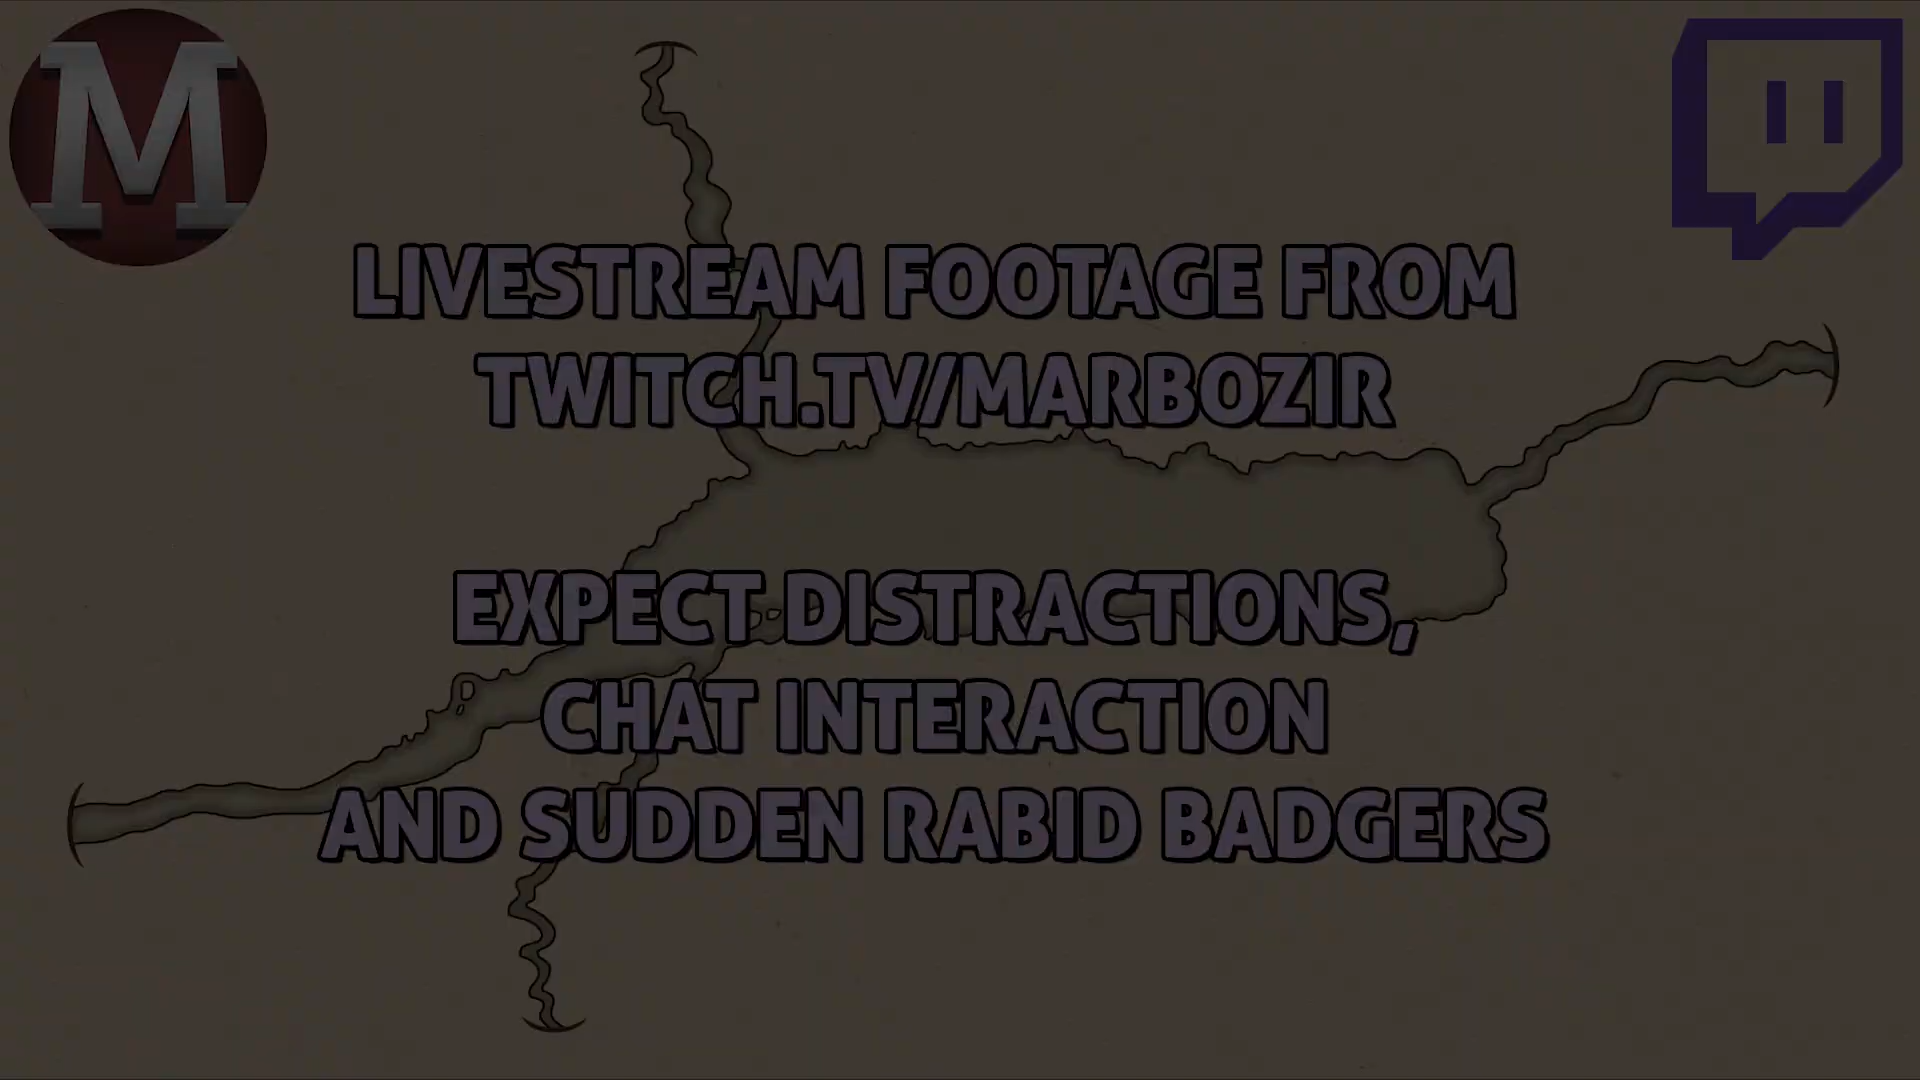 M
LIVESTREAM FOOTAGE FROM
TWITCH.TV/MARBOZIR
EXPECT DISTRACTIONS,
CHAT INTERACTION
AND SUDDEN RABID BADGERS